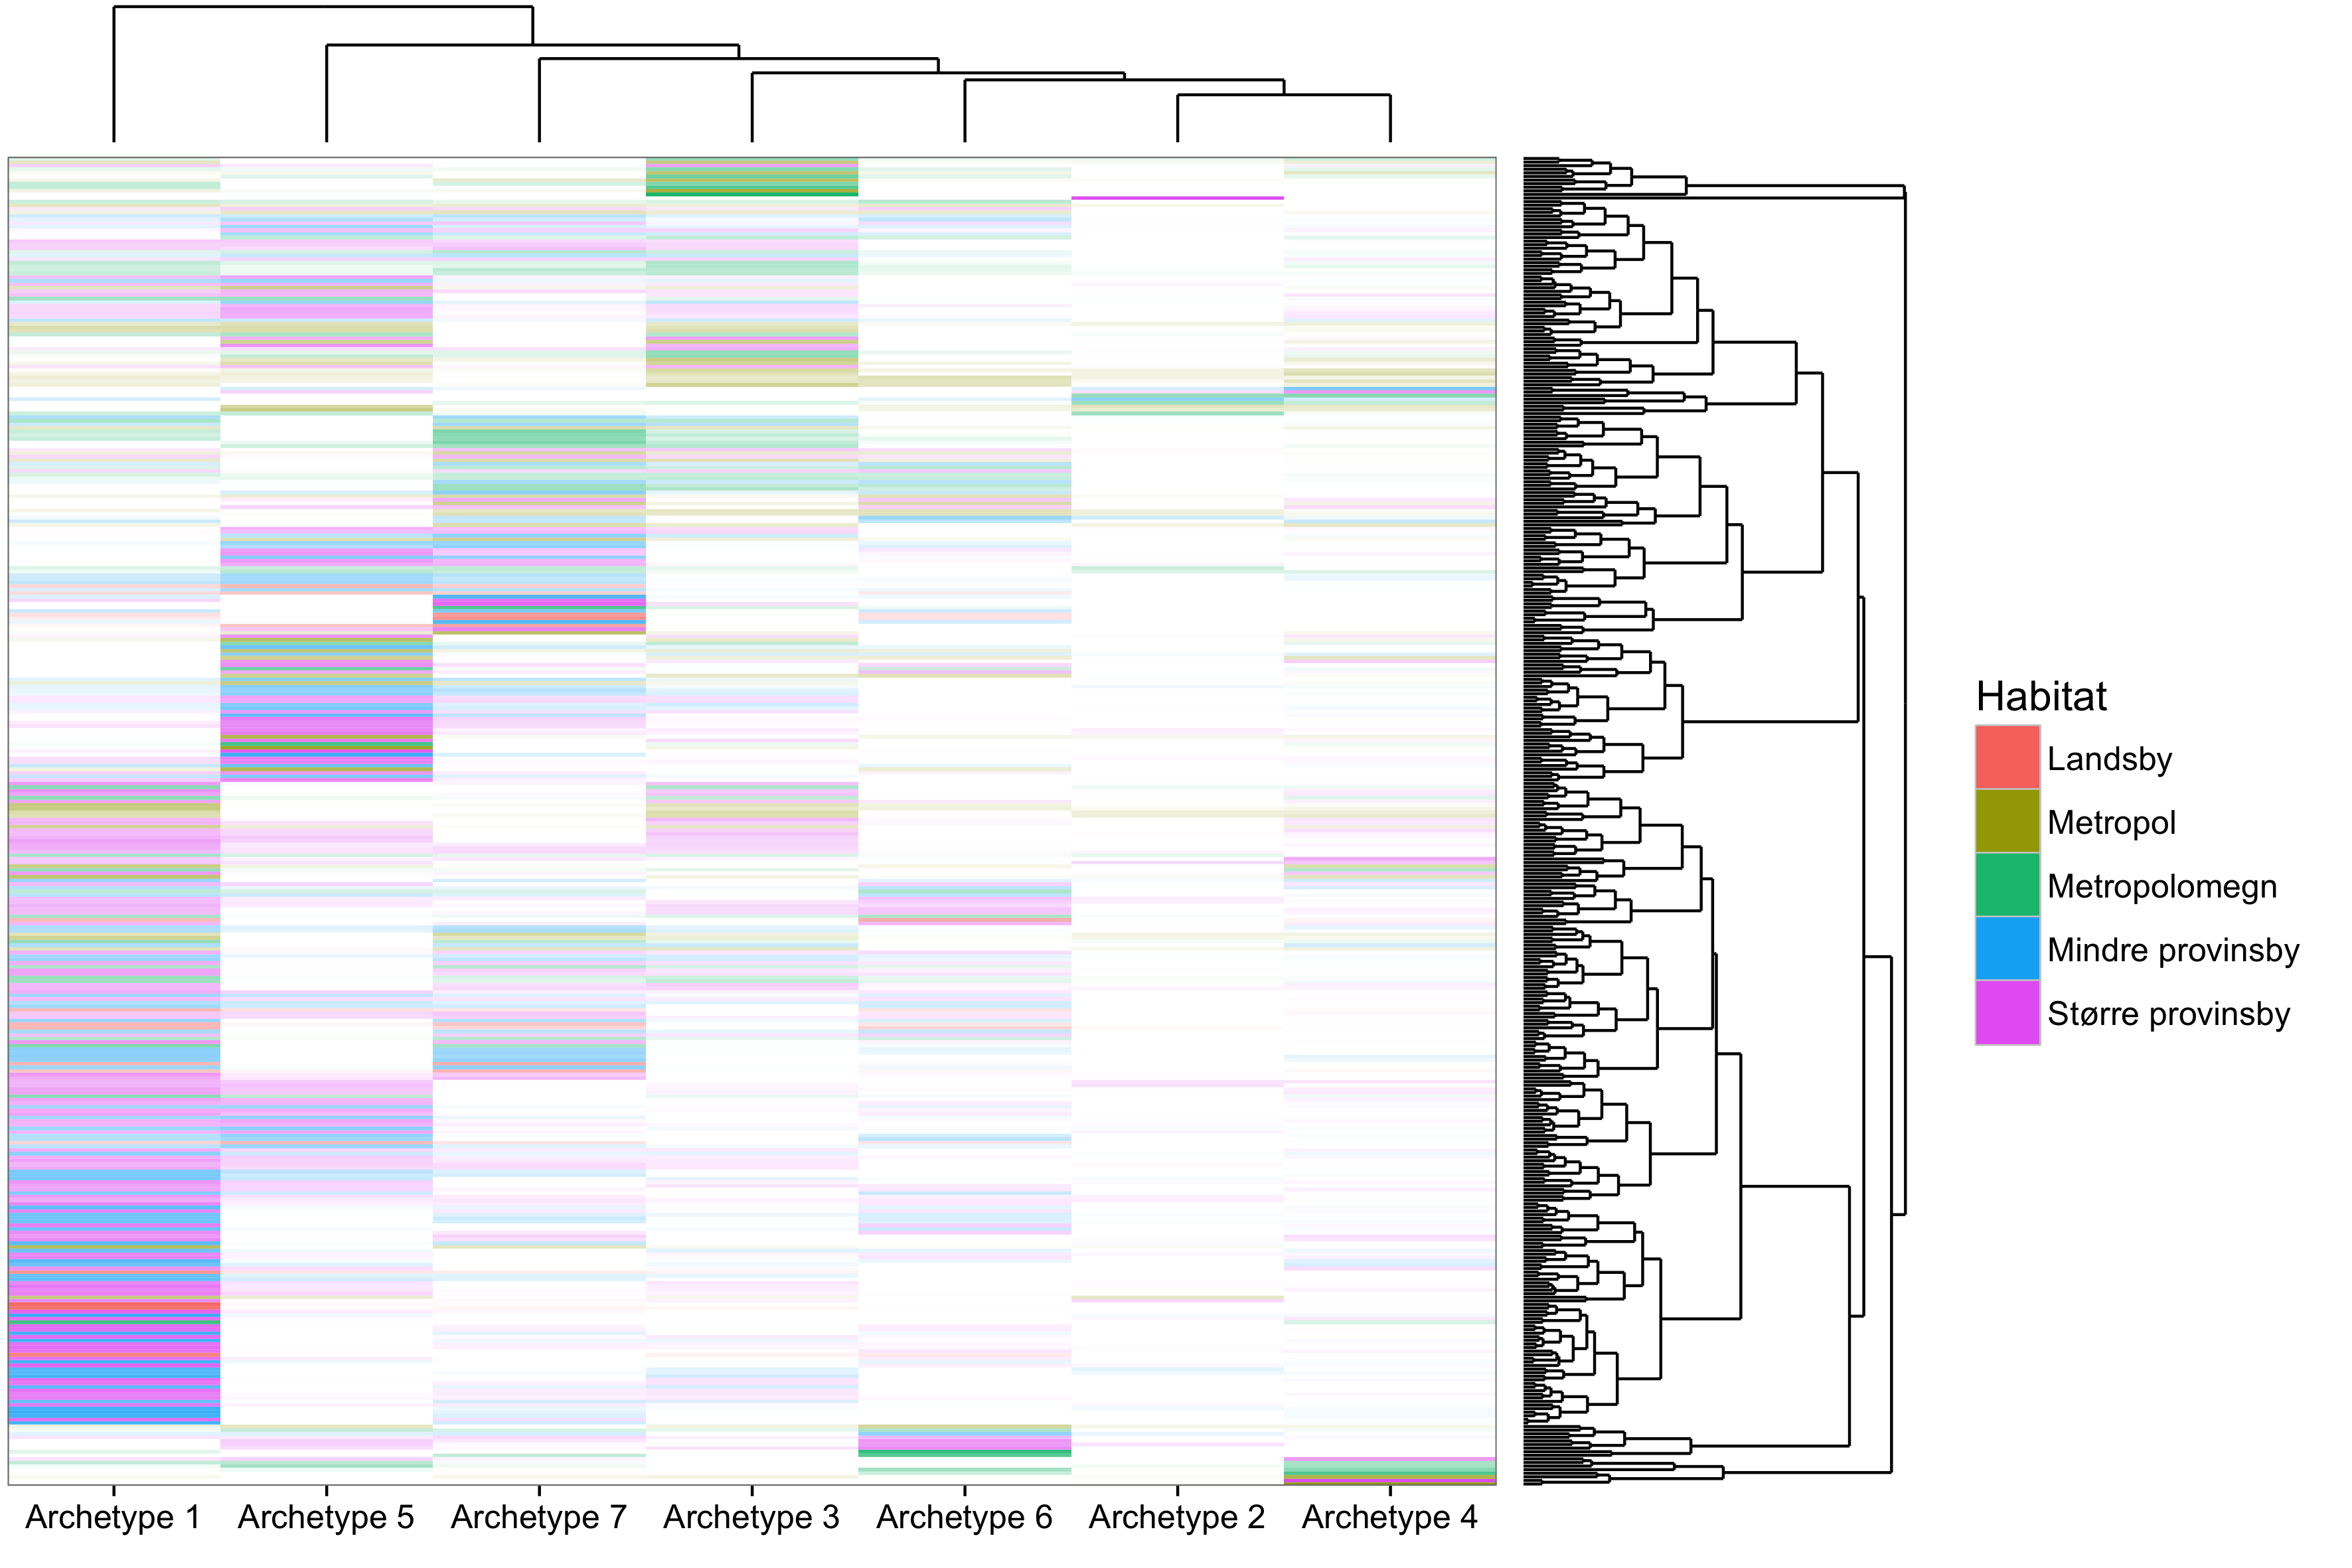 Habitat
Landsby
Metropol
Metropolomegn
Mindre provinsby
Større provinsby
Archetype 1
Archetype 5
Archetype 7
Archetype 3
Archetype 6
Archetype 2
Archetype 4